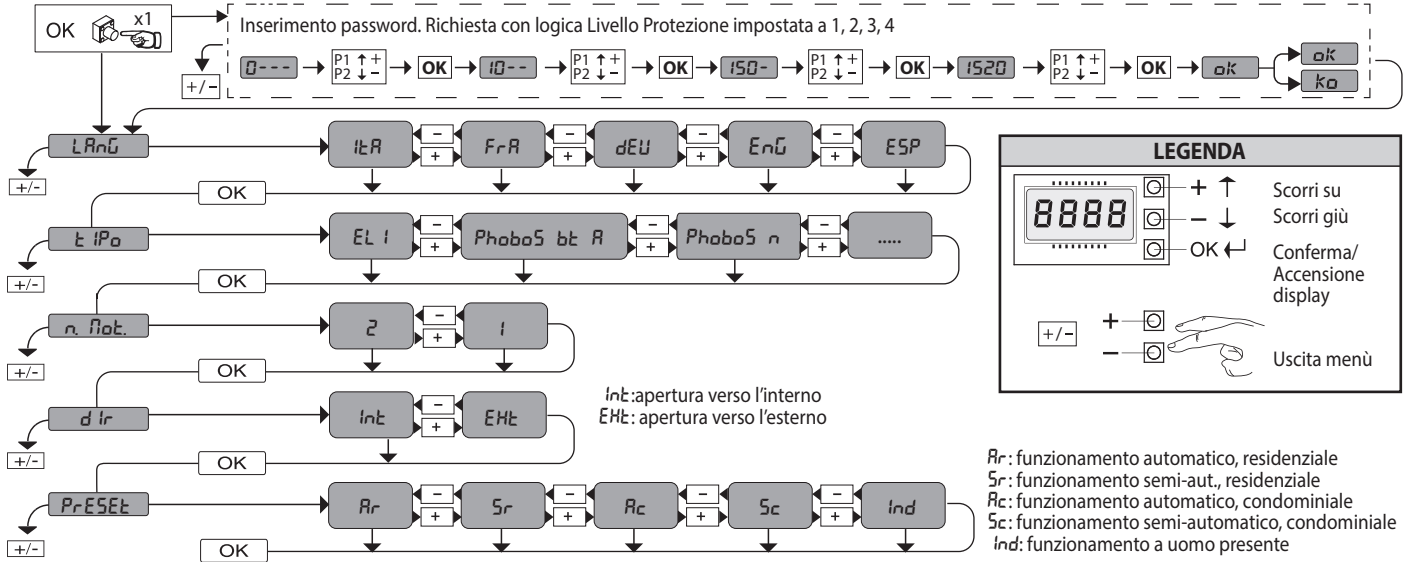 OK x1
Inserimento password. Richiesta con logica Livello Protezione impostata a 1, 2, 3, 4
+/-
0--- P1 ↑ + P2 ↓ − OK 10-- P1 ↑ + P2 ↓ − OK 150- P1 ↑ + P2 ↓ − OK 1520 P1 ↑ + P2 ↓ − OK ok ok
ko
LAnG ItA − + FrA − + dEU − + EnG − + ESP
+/-
OK
tIPo ELI − + PhoboS bt A − + PhoboS n − + .....
+/-
OK
n. Mot. 2 − + 1
+/-
OK
dIr Int − + EHt
+/-
OK
PrESEt Ar − + Sr − + Ac − + Sc − + Ind
+/-
OK
Int:apertura verso l'interno
EHt: apertura verso l'esterno
LEGENDA
8888
+ ↑ Scorri su
− ↓ Scorri giù
OK ↵ Conferma/
Accensione
display
+/- +
− Uscita menù
Ar: funzionamento automatico, residenziale
Sr: funzionamento semi-aut., residenziale
Ac: funzionamento automatico, condominiale
Sc: funzionamento semi-automatico, condominiale
Ind: funzionamento a uomo presente